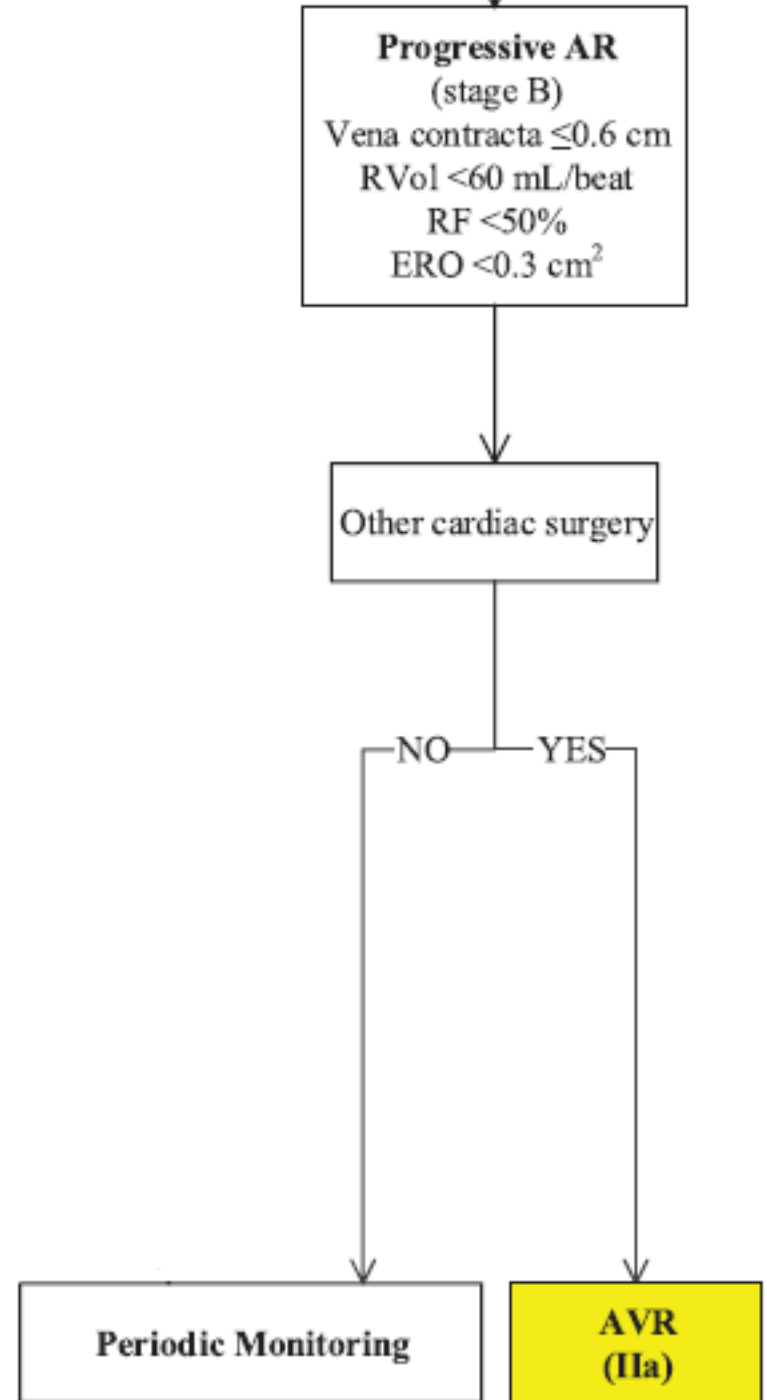 Progressive AR
(stage B)
Vena contracta ≤0.6 cm
RVol <60 mL/beat
RF <50%
ERO <0.3 cm²
Other cardiac surgery
NO
YES
Periodic Monitoring
AVR
(IIa)